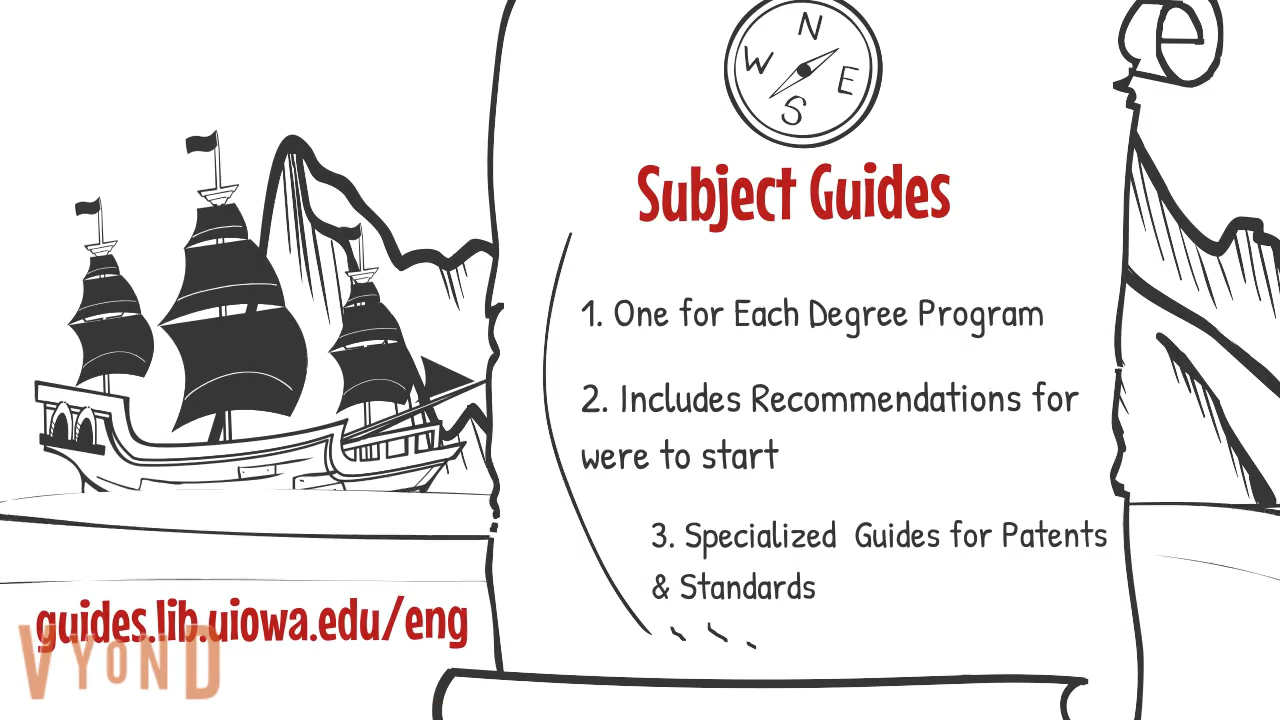 N
W
E
S
Subject Guides
1. One for Each Degree Program
2. Includes Recommendations for
were to start
3. Specialized Guides for Patents
& Standards
guides.lib.uiowa.edu/eng
VYOND